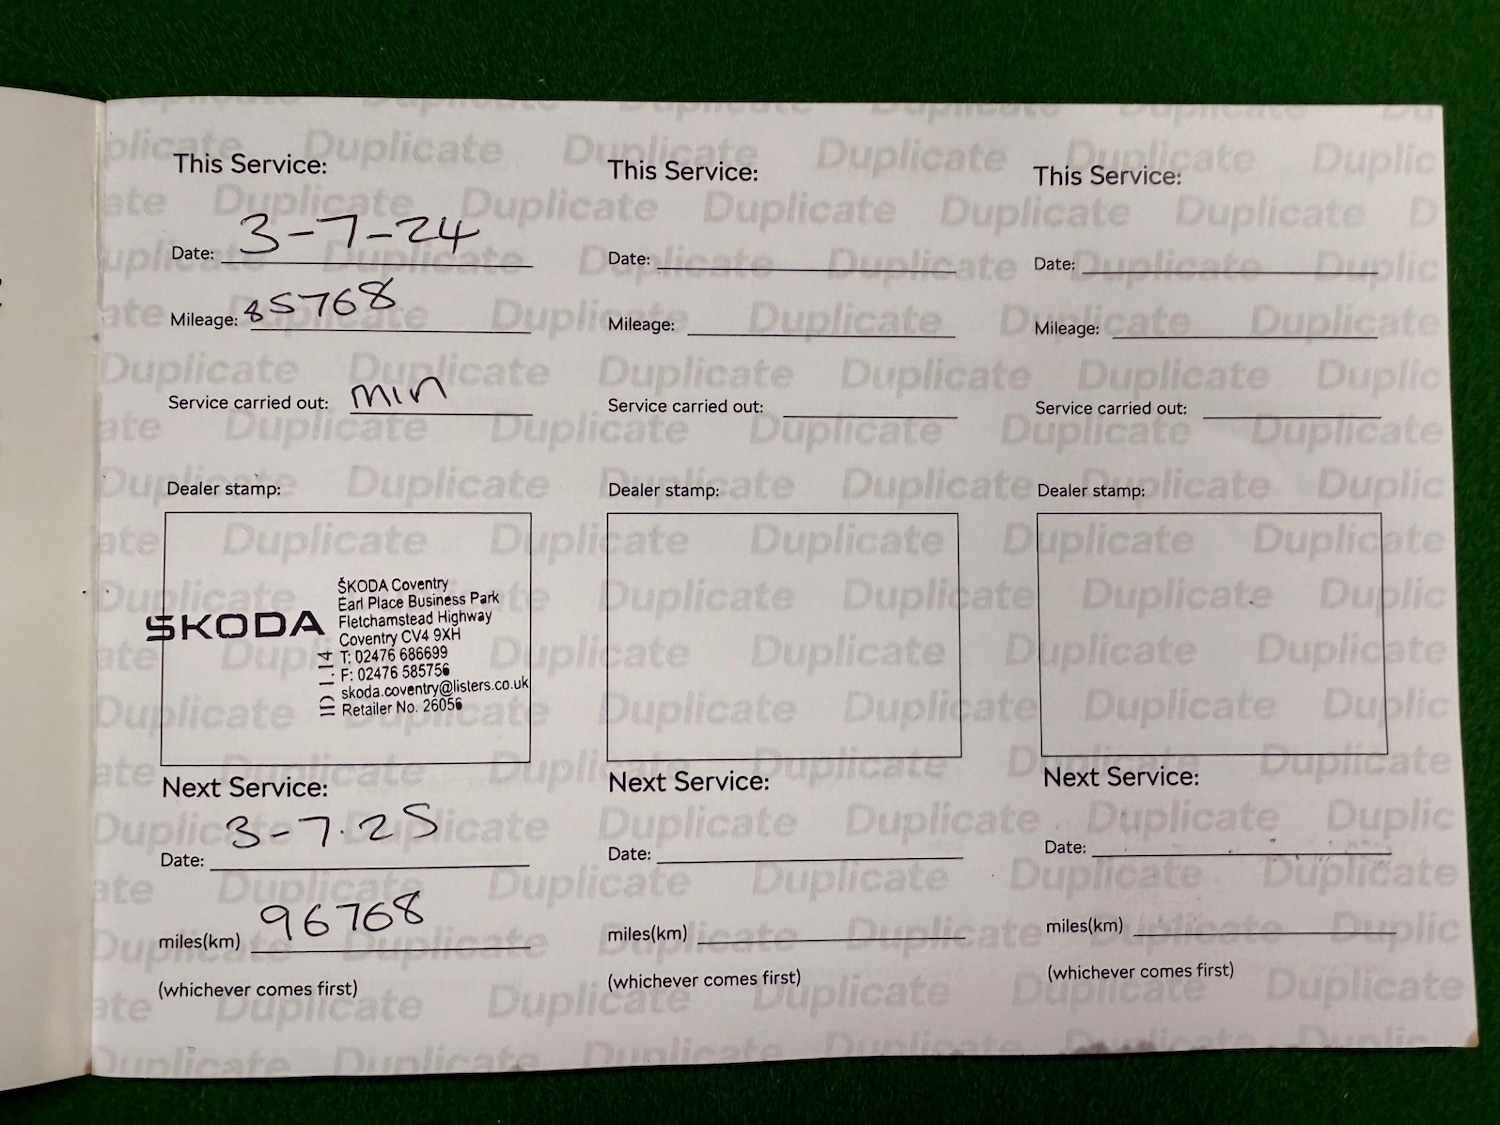 This Service:
Date: 3-7-24
Mileage: 85768
Service carried out: min
Dealer stamp:
ŠKODA
ŠKODA Coventry
Earl Place Business Park
Fletchamstead Highway
Coventry CV4 9XH
T: 02476 686699
F: 02476 585756
skoda.coventry@listers.co.uk
Retailer No. 26056
Next Service:
Date: 3-7.25
miles(km) 96768
(whichever comes first)
This Service:
Date:
Mileage:
Service carried out:
Dealer stamp:
Next Service:
Date:
miles(km)
(whichever comes first)
This Service:
Date:
Mileage:
Service carried out:
Dealer stamp:
Next Service:
Date:
miles(km)
(whichever comes first)
Duplicate